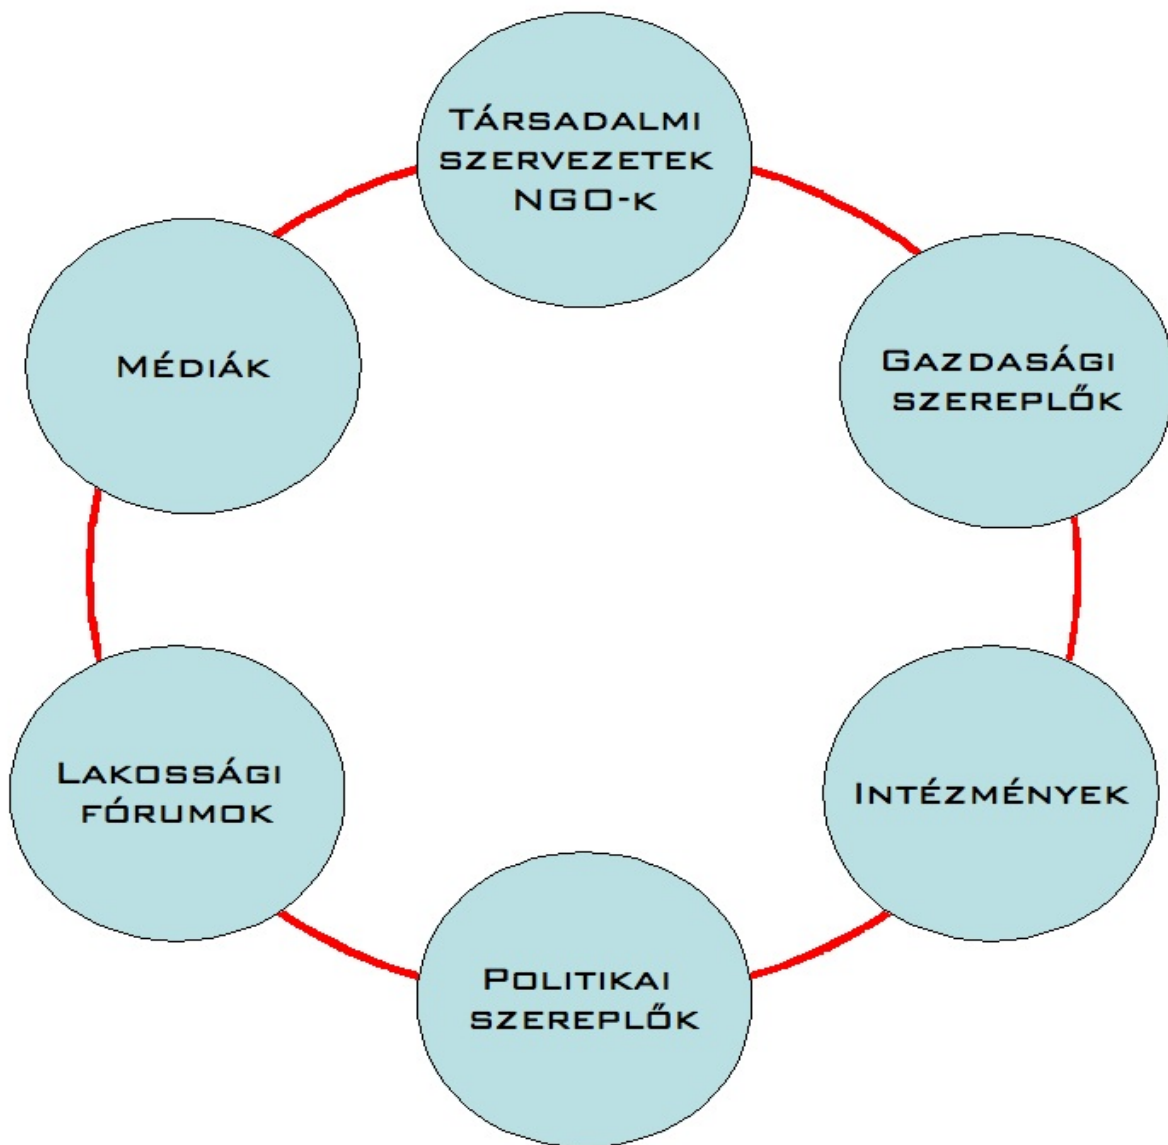 Társadalmi
szervezetek
NGO-k
Gazdasági
szereplők
Médiák
Lakossági
fórumok
Intézmények
Politikai
szereplők